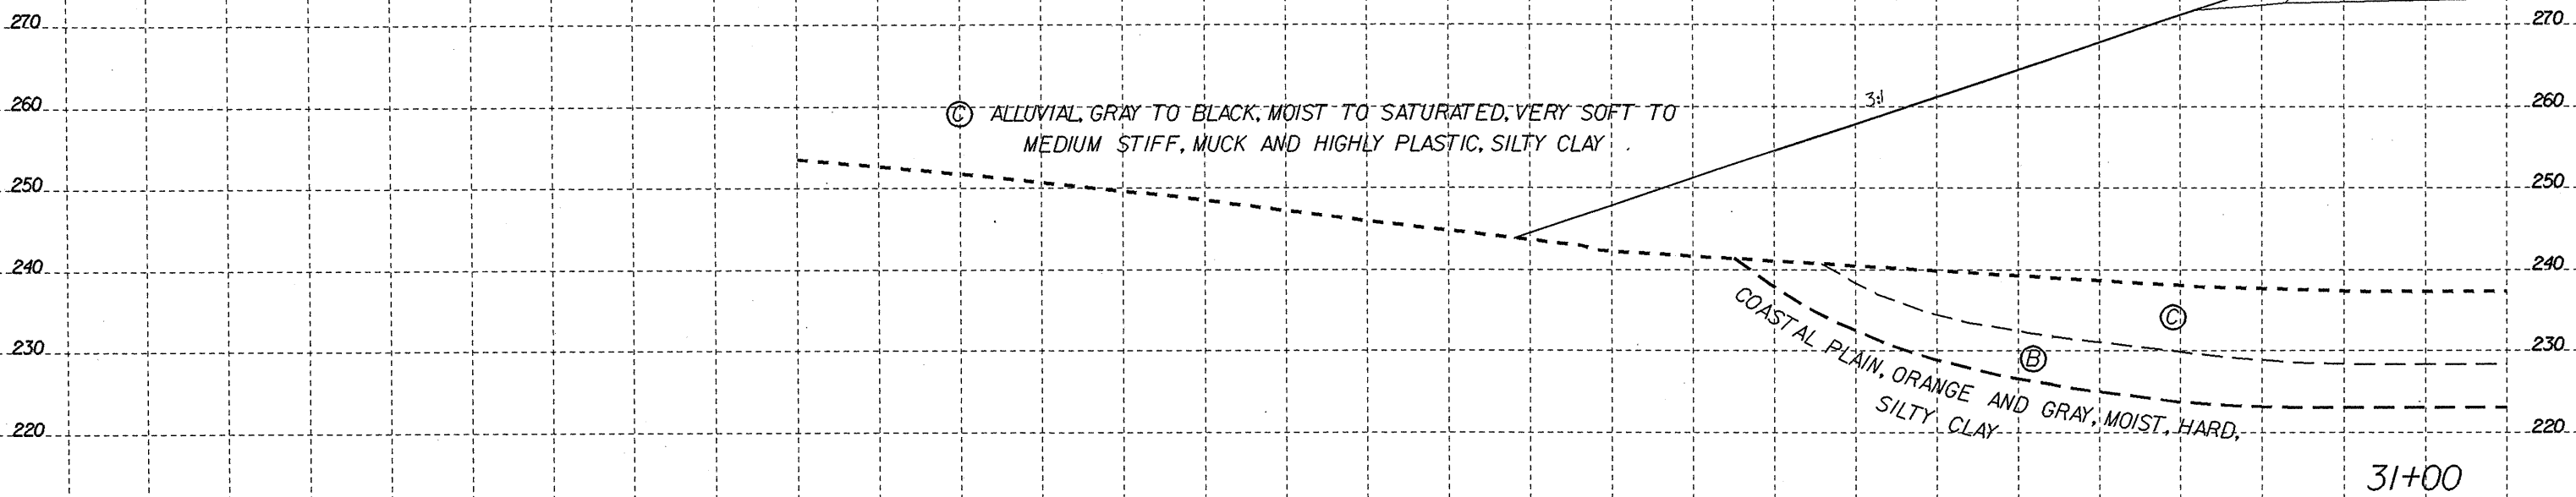 270 270
3:1
260 260
Ⓒ ALLUVIAL, GRAY TO BLACK, MOIST TO SATURATED, VERY SOFT TO
MEDIUM STIFF, MUCK AND HIGHLY PLASTIC, SILTY CLAY
250 250
240 240
Ⓒ
230 230
Ⓑ
COASTAL PLAIN, ORANGE AND GRAY, MOIST, HARD,
SILTY CLAY
220 220
31+00